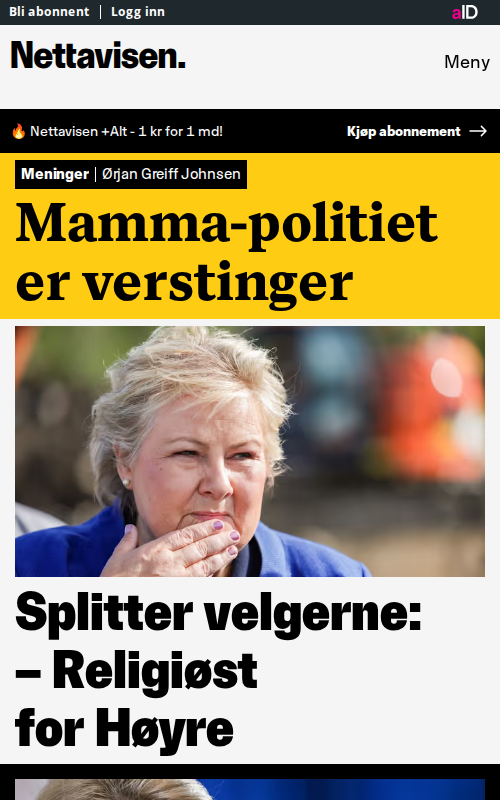 Bli abonnent | Logg inn
aID
Nettavisen.
Meny
🔥 Nettavisen +Alt - 1 kr for 1 md!
Kjøp abonnement →
Meninger | Ørjan Greiff Johnsen
Mamma-politiet
er verstinger
Splitter velgerne:
– Religiøst
for Høyre